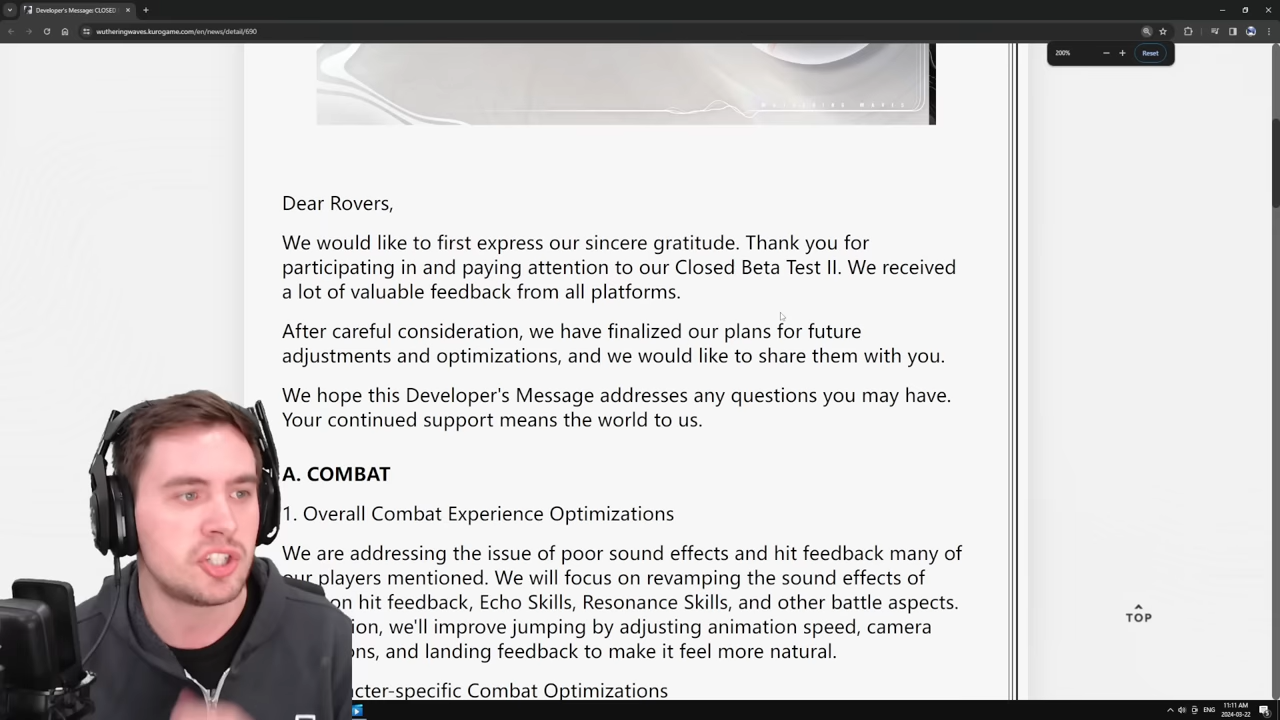 Developer's Message: CLOSED
wutheringwaves.kurogame.com/en/news/detail/690
200%
Reset
WUTHERING WAVES
Dear Rovers,
We would like to first express our sincere gratitude. Thank you for
participating in and paying attention to our Closed Beta Test II. We received
a lot of valuable feedback from all platforms.
After careful consideration, we have finalized our plans for future
adjustments and optimizations, and we would like to share them with you.
We hope this Developer's Message addresses any questions you may have.
Your continued support means the world to us.
A. COMBAT
1. Overall Combat Experience Optimizations
We are addressing the issue of poor sound effects and hit feedback many of
our players mentioned. We will focus on revamping the sound effects of
on hit feedback, Echo Skills, Resonance Skills, and other battle aspects.
we'll improve jumping by adjusting animation speed, camera
and landing feedback to make it feel more natural.
Combat Optimizations
TOP
ENG
11:11 AM
2024-03-22